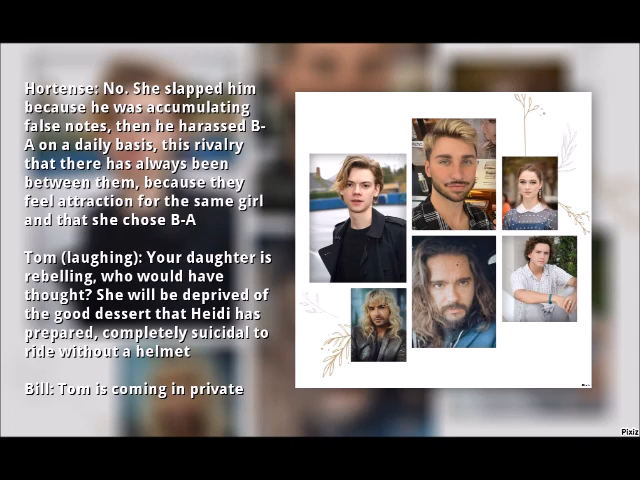 Hortense: No. She slapped him
because he was accumulating
false notes, then he harassed B-
A on a daily basis, this rivalry
that there has always been
between them, because they
feel attraction for the same girl
and that she chose B-A
Tom (laughing): Your daughter is
rebelling, who would have
thought? She will be deprived of
the good dessert that Heidi has
prepared, completely suicidal to
ride without a helmet
Bill: Tom is coming in private
Pixiz